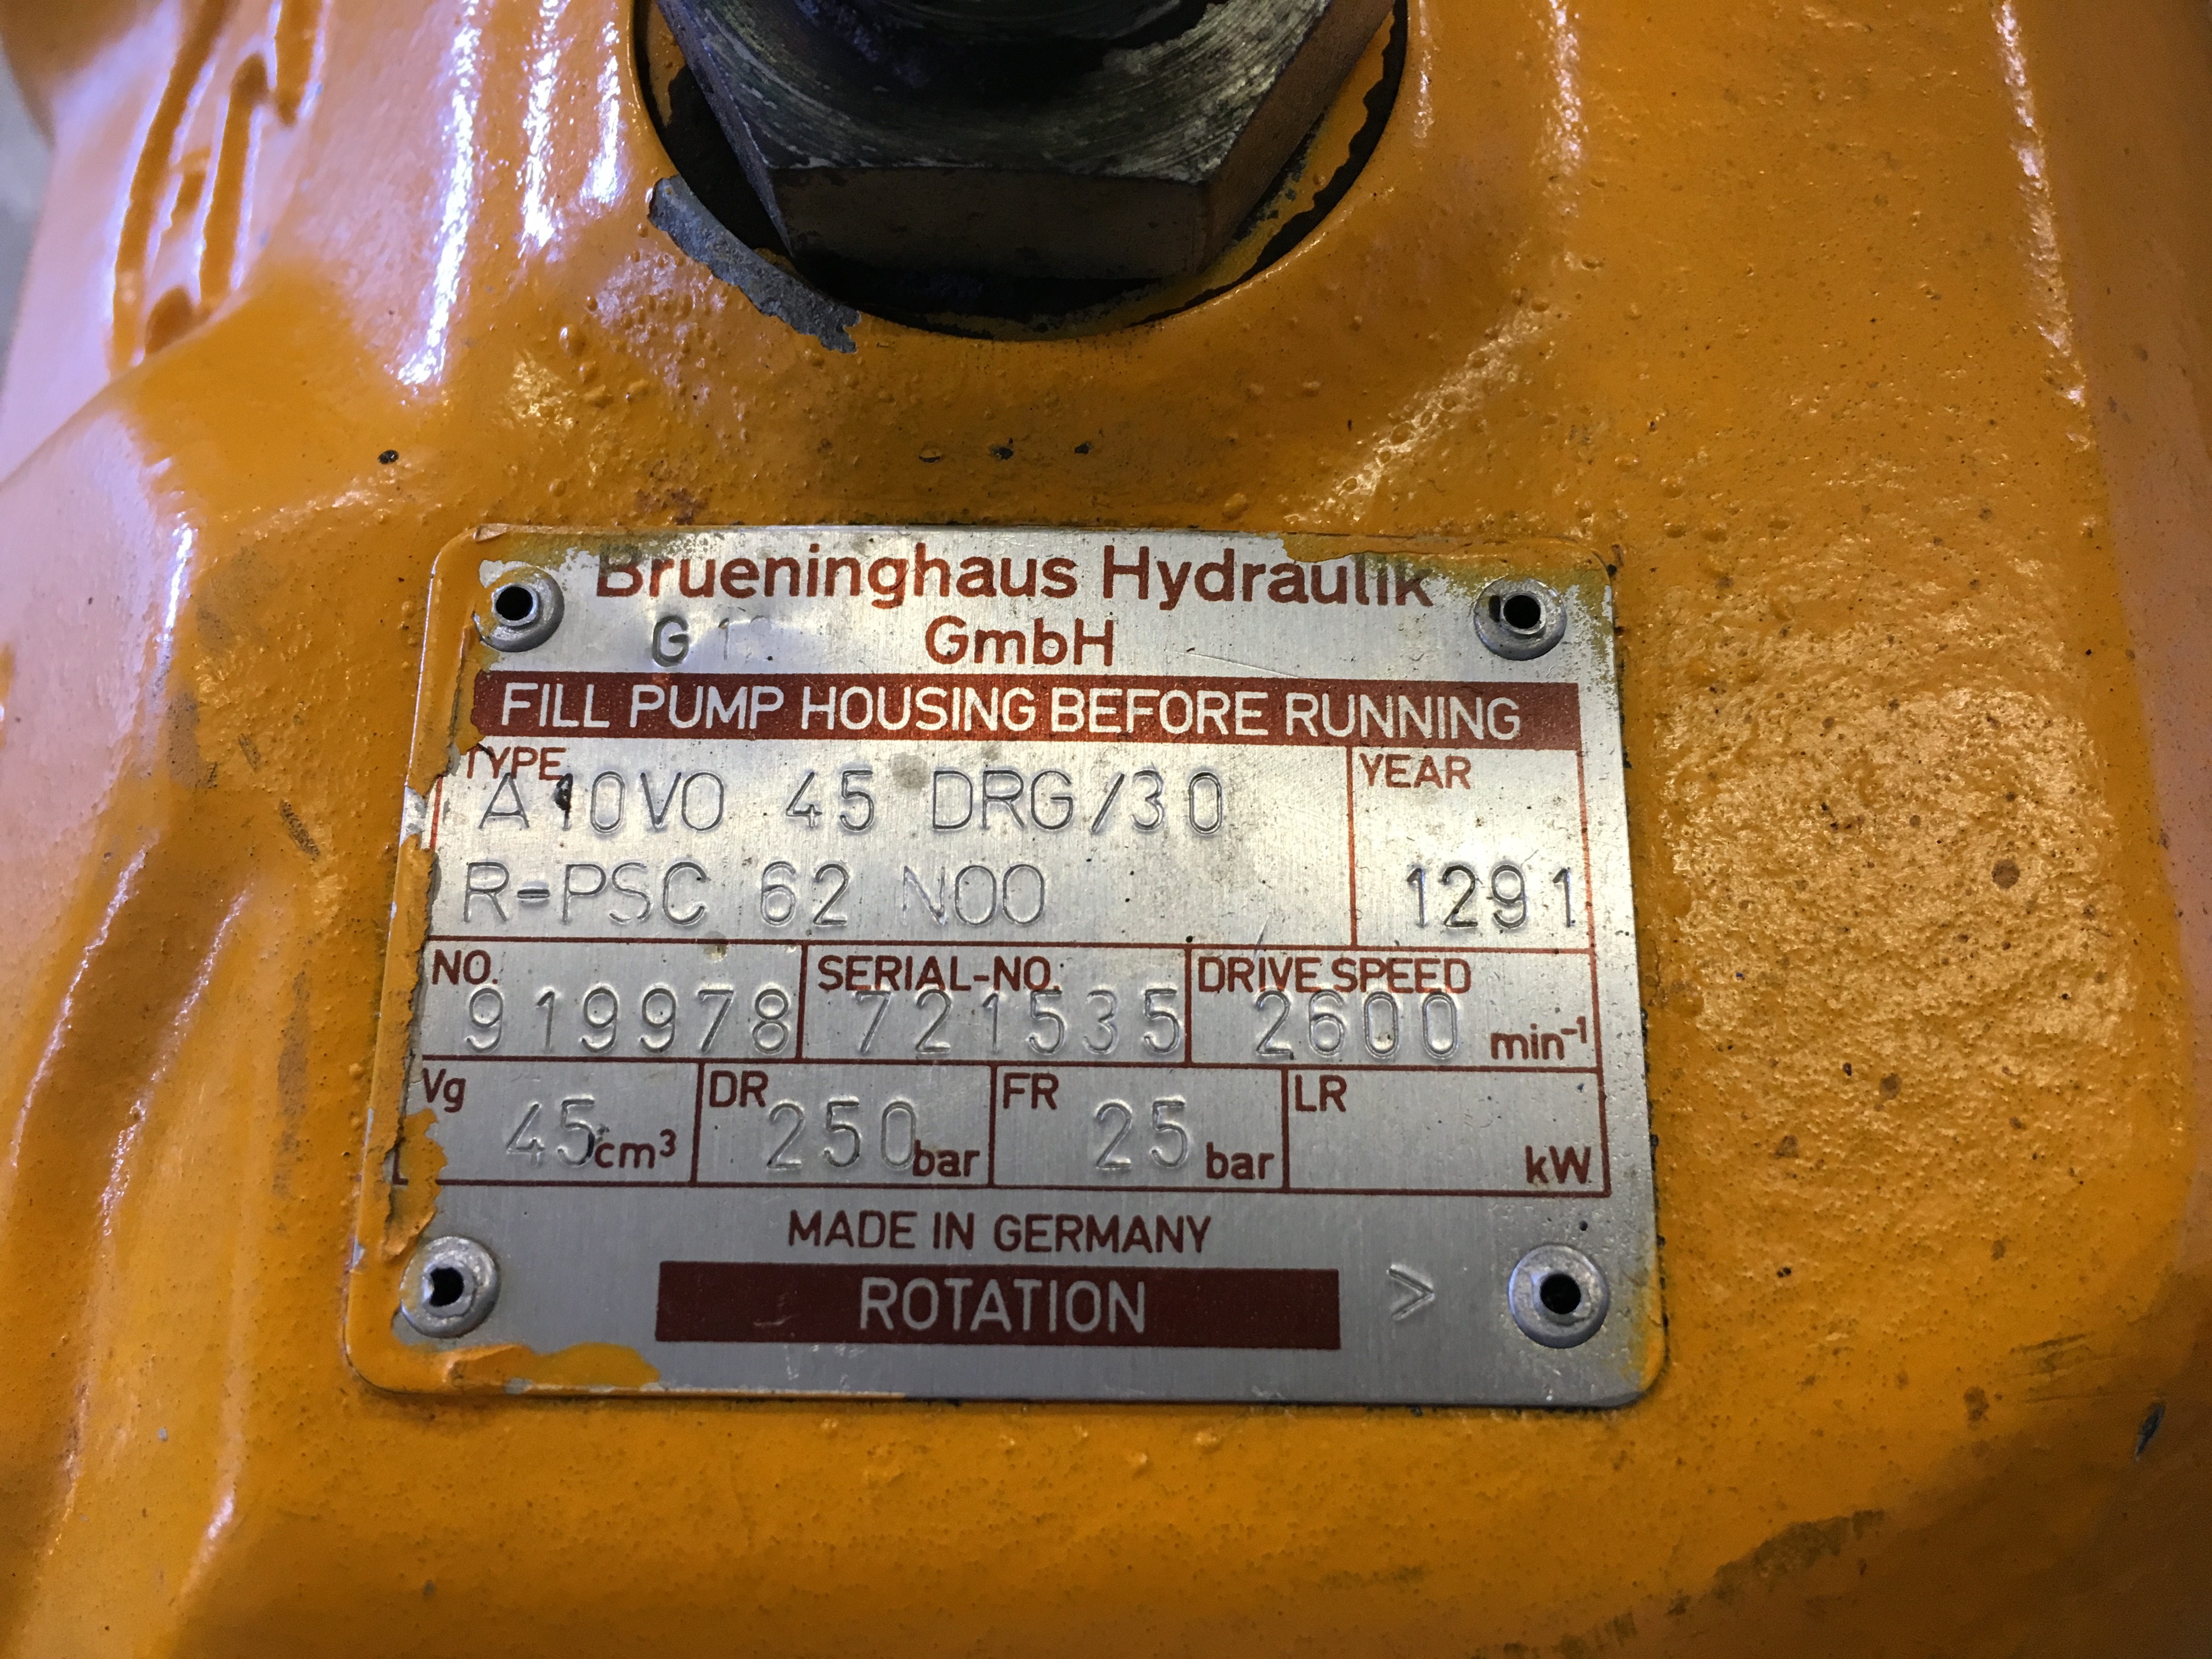 Brueninghaus Hydraulik
G
GmbH
FILL PUMP HOUSING BEFORE RUNNING
TYPE YEAR
A10VO 45 DRG/30
R-PSC 62 N00 1291
NO. SERIAL-NO. DRIVE SPEED
919978 721535 2600 min⁻¹
Vg 45 cm³ DR 250 bar FR 25 bar LR kW
MADE IN GERMANY
ROTATION >